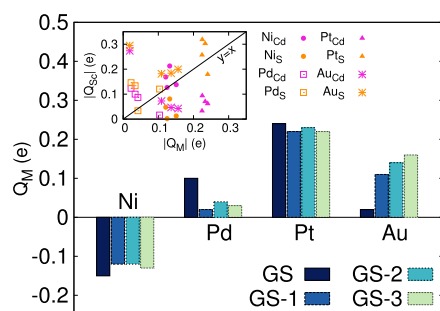 0.5
0.4
0.3
0.2
0.1
0
-0.1
-0.2
Q_M (e)
0.3
0.2
0.1
0
|Q_Sc| (e)
0 0.1 0.2 0.3
|Q_M| (e)
y=x
Ni_Cd Pt_Cd
Ni_S Pt_S
Pd_Cd Au_Cd
Pd_S Au_S
Ni
Pd Pt Au
GS GS-2
GS-1 GS-3